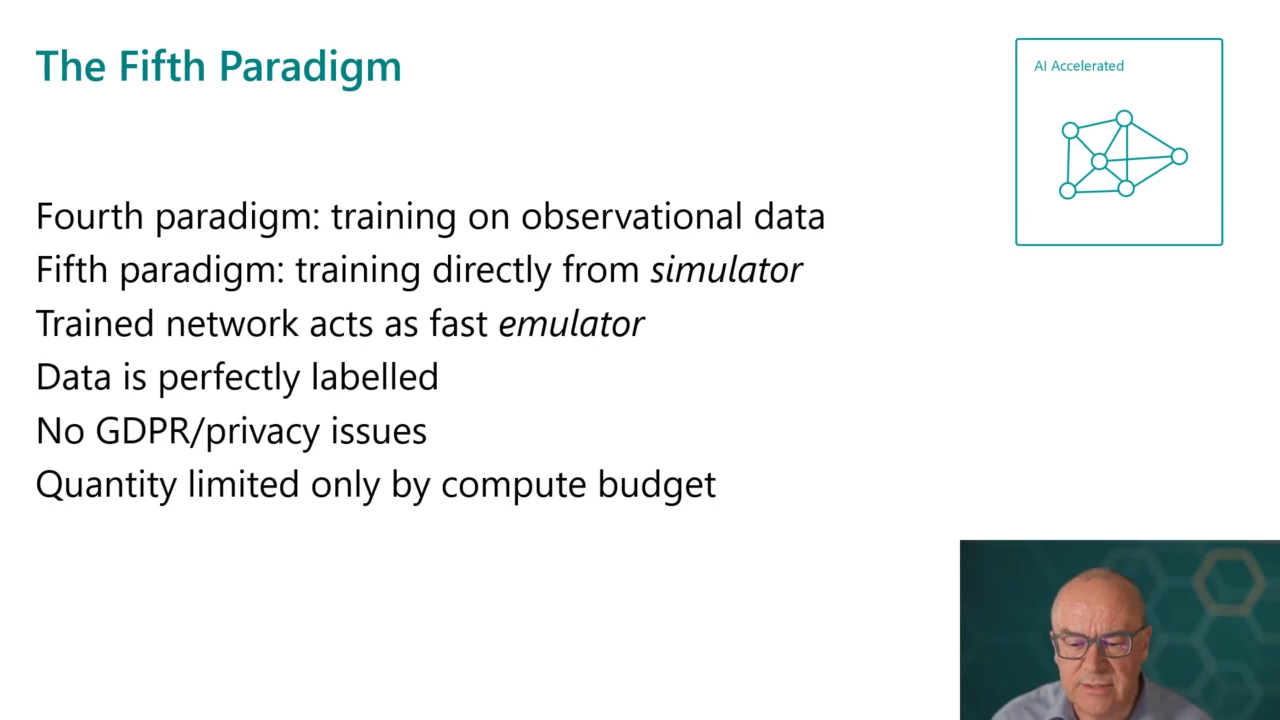 The Fifth Paradigm
AI Accelerated
Fourth paradigm: training on observational data
Fifth paradigm: training directly from simulator
Trained network acts as fast emulator
Data is perfectly labelled
No GDPR/privacy issues
Quantity limited only by compute budget